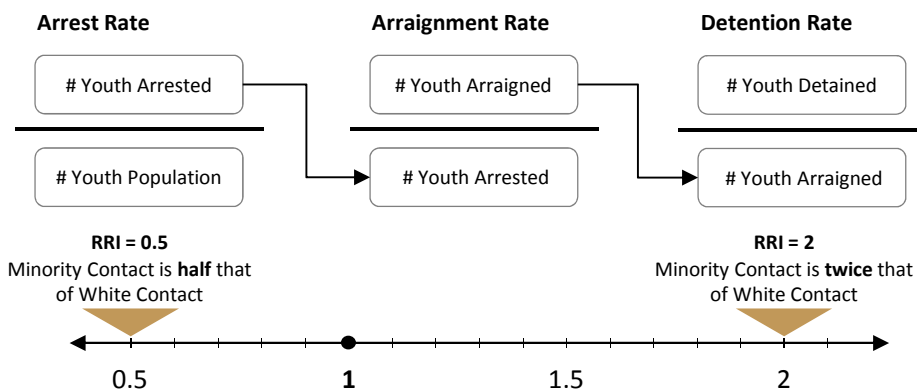 Arrest Rate
Arraignment Rate
Detention Rate
# Youth Arrested
# Youth Arraigned
# Youth Detained
# Youth Population
# Youth Arrested
# Youth Arraigned
RRI = 0.5
Minority Contact is half that
of White Contact
RRI = 2
Minority Contact is twice that
of White Contact
0.5
1
1.5
2